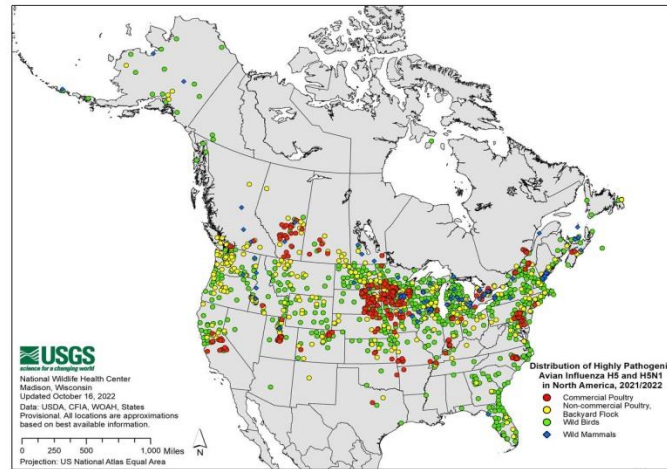 USGS
science for a changing world
National Wildlife Health Center
Madison, Wisconsin
Updated October 16, 2022
Data: USDA, CFIA, WOAH, States
Provisional. All locations are approximations
based on best available information.
0 500 1,000 Miles
N
Projection: US National Atlas Equal Area
Distribution of Highly Pathogeni
Avian Influenza H5 and H5N1
in North America, 2021/2022
Commercial Poultry
Non-commercial Poultry,
Backyard Flock
Wild Birds
Wild Mammals